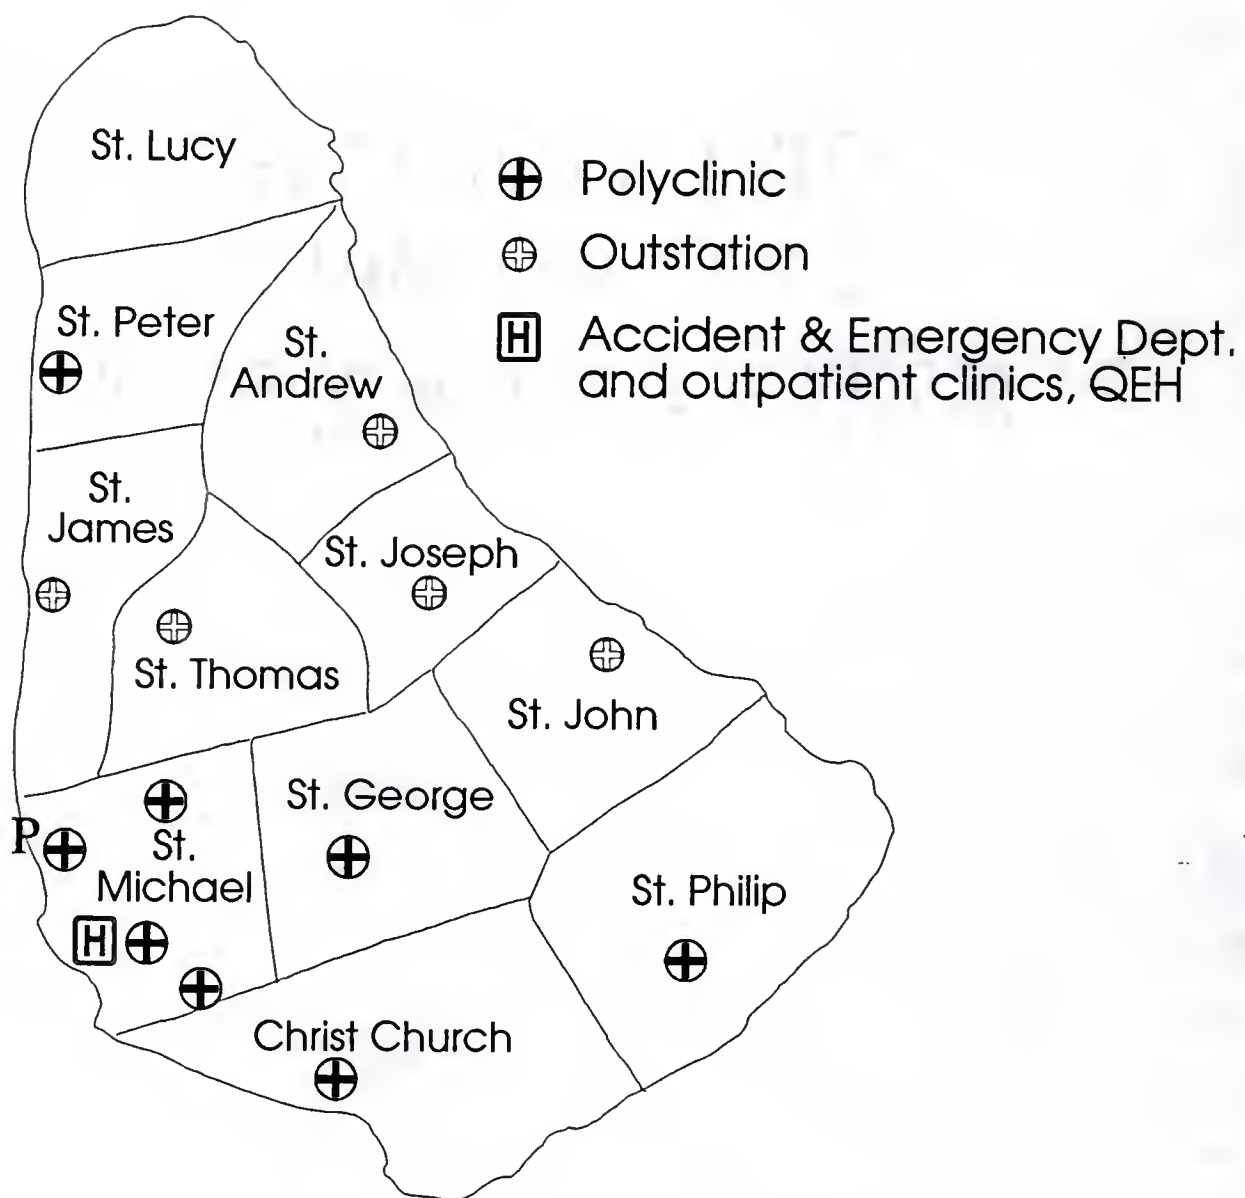 St. Lucy
Polyclinic
Outstation
H
Accident & Emergency Dept.
and outpatient clinics, QEH
St. Peter
St.
Andrew
St.
James
St. Joseph
St. Thomas
St. John
St. George
P
St.
Michael
H
St. Philip
Christ Church